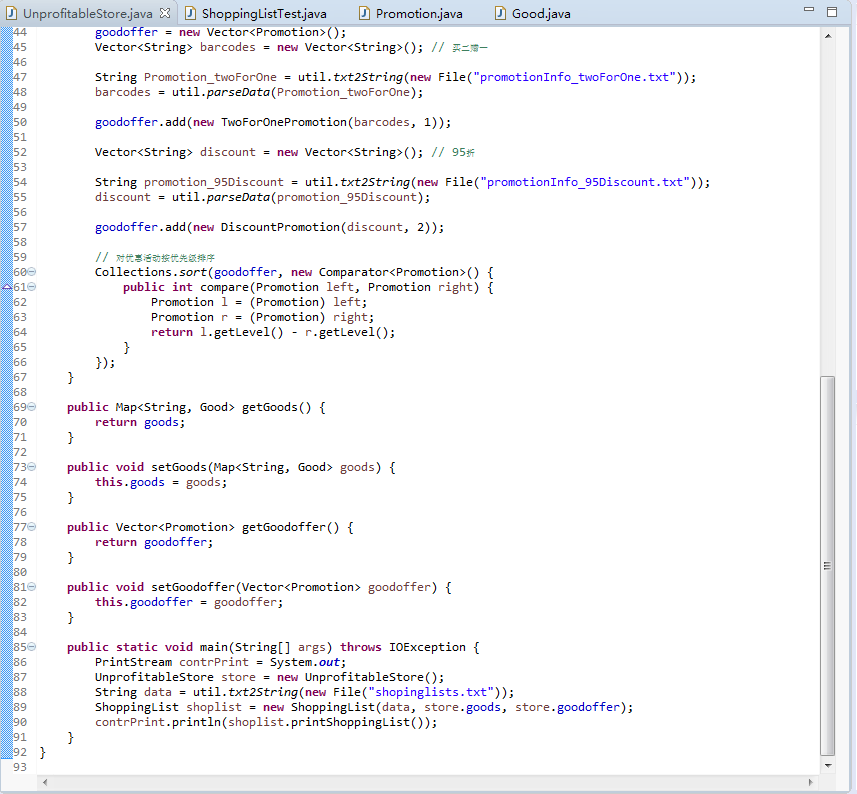 UnprofitableStore.java ShoppingListTest.java Promotion.java Good.java
44 goodoffer = new Vector<Promotion>();
45 Vector<String> barcodes = new Vector<String>(); // 买二赠一
46
47 String Promotion_twoForOne = util.txt2String(new File("promotionInfo_twoForOne.txt"));
48 barcodes = util.parseData(Promotion_twoForOne);
49
50 goodoffer.add(new TwoForOnePromotion(barcodes, 1));
51
52 Vector<String> discount = new Vector<String>(); // 95折
53
54 String promotion_95Discount = util.txt2String(new File("promotionInfo_95Discount.txt"));
55 discount = util.parseData(promotion_95Discount);
56
57 goodoffer.add(new DiscountPromotion(discount, 2));
58
59 // 对优惠活动按优先级排序
60 Collections.sort(goodoffer, new Comparator<Promotion>() {
61 public int compare(Promotion left, Promotion right) {
62 Promotion l = (Promotion) left;
63 Promotion r = (Promotion) right;
64 return l.getLevel() - r.getLevel();
65 }
66 });
67 }
68
69 public Map<String, Good> getGoods() {
70 return goods;
71 }
72
73 public void setGoods(Map<String, Good> goods) {
74 this.goods = goods;
75 }
76
77 public Vector<Promotion> getGoodoffer() {
78 return goodoffer;
79 }
80
81 public void setGoodoffer(Vector<Promotion> goodoffer) {
82 this.goodoffer = goodoffer;
83 }
84
85 public static void main(String[] args) throws IOException {
86 PrintStream contrPrint = System.out;
87 UnprofitableStore store = new UnprofitableStore();
88 String data = util.txt2String(new File("shopinglists.txt"));
89 ShoppingList shoplist = new ShoppingList(data, store.goods, store.goodoffer);
90 contrPrint.println(shoplist.printShoppingList());
91 }
92 }
93